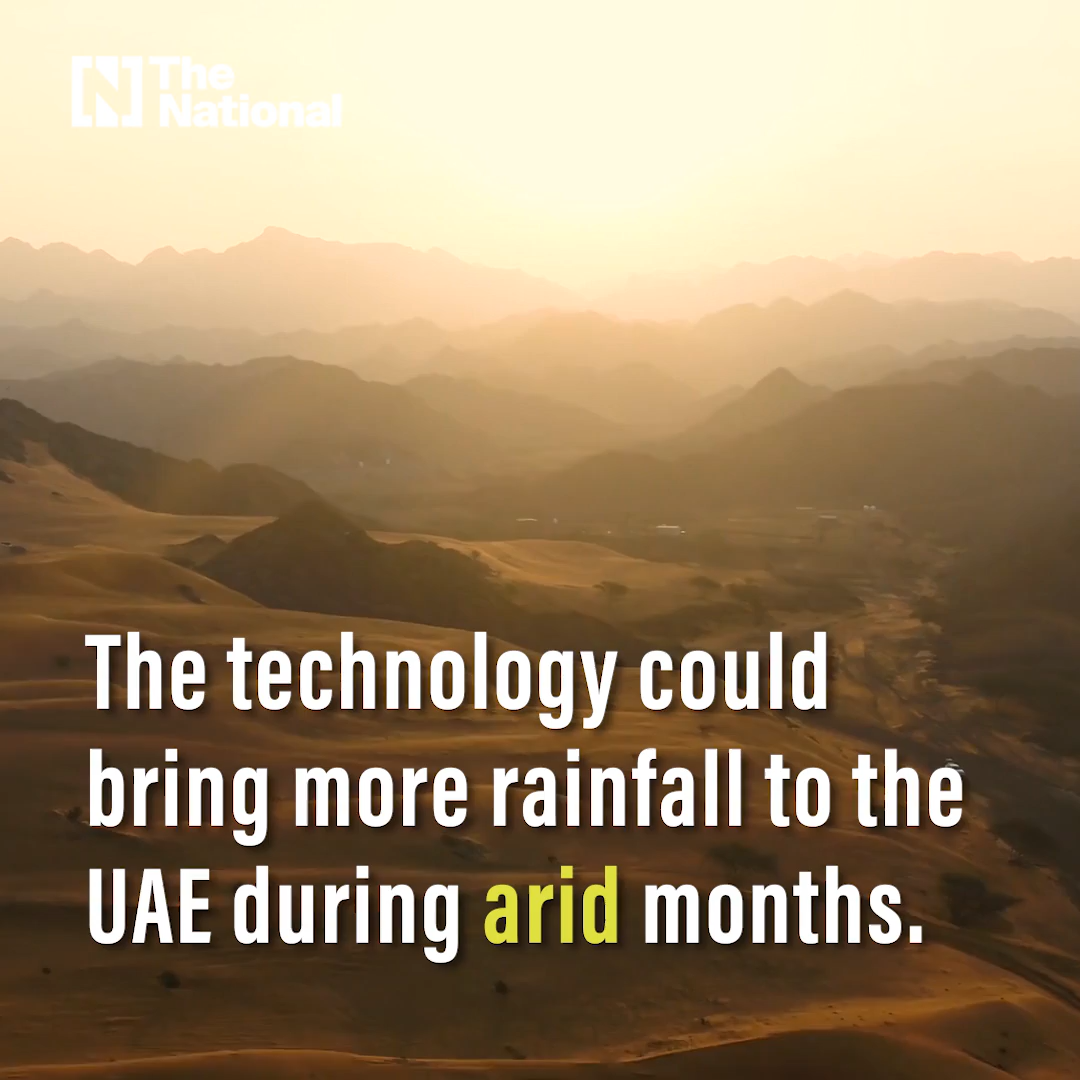 The
National
The technology could
bring more rainfall to the
UAE during arid months.